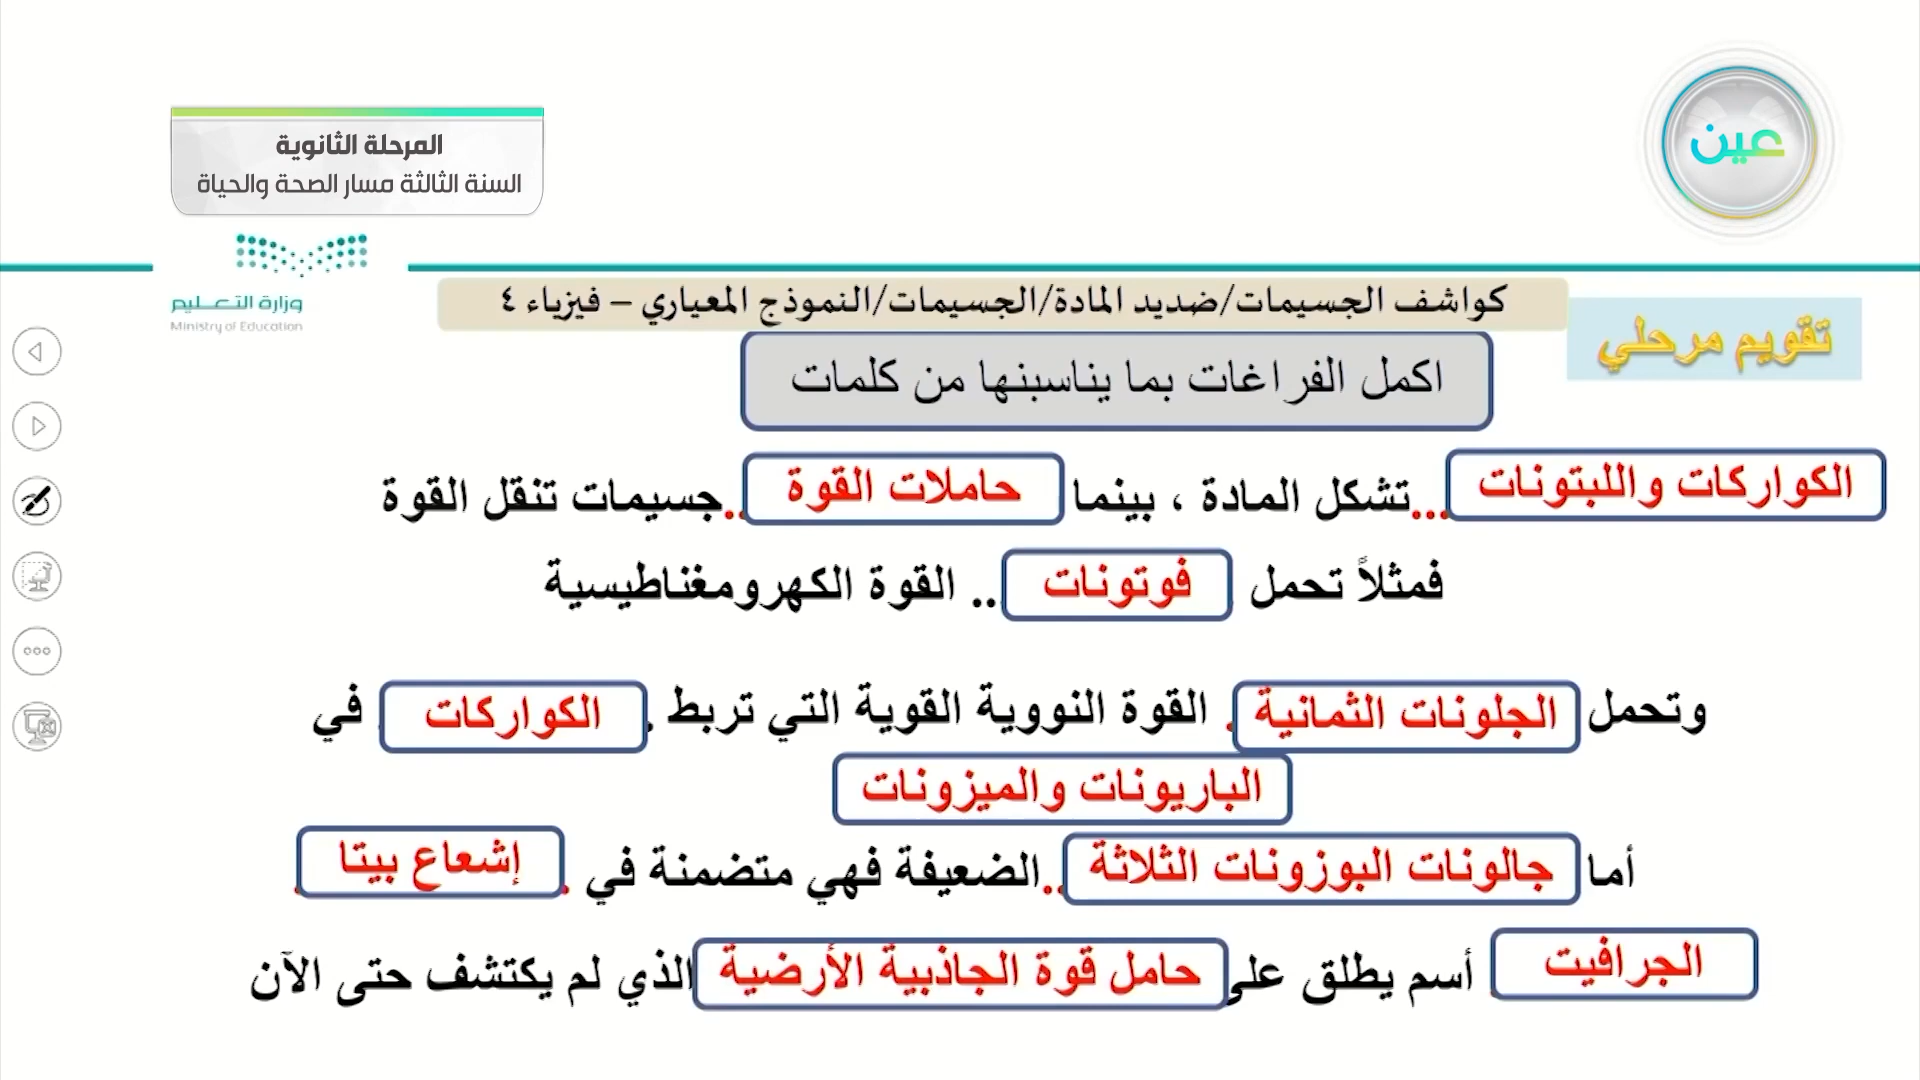 المرحلة الثانوية
السنة الثالثة مسار الصحة والحياة
عين
وزارة التعليم
Ministry of Education
كواشف الجسيمات/ضديد المادة/الجسيمات/النموذج المعياري – فيزياء ٤
تقويم مرحلي
اكمل الفراغات بما يناسبنها من كلمات
الكواركات واللبتونات ...تشكل المادة ، بينما حاملات القوة ..جسيمات تنقل القوة
فمثلاً تحمل فوتونات .. القوة الكهرومغناطيسية
وتحمل الجلونات الثمانية . القوة النووية القوية التي تربط . الكواركات في
الباريونات والميزونات
أما جالونات البوزونات الثلاثة ..الضعيفة فهي متضمنة في . إشعاع بيتا
الجرافيت أسم يطلق على حامل قوة الجاذبية الأرضية الذي لم يكتشف حتى الآن